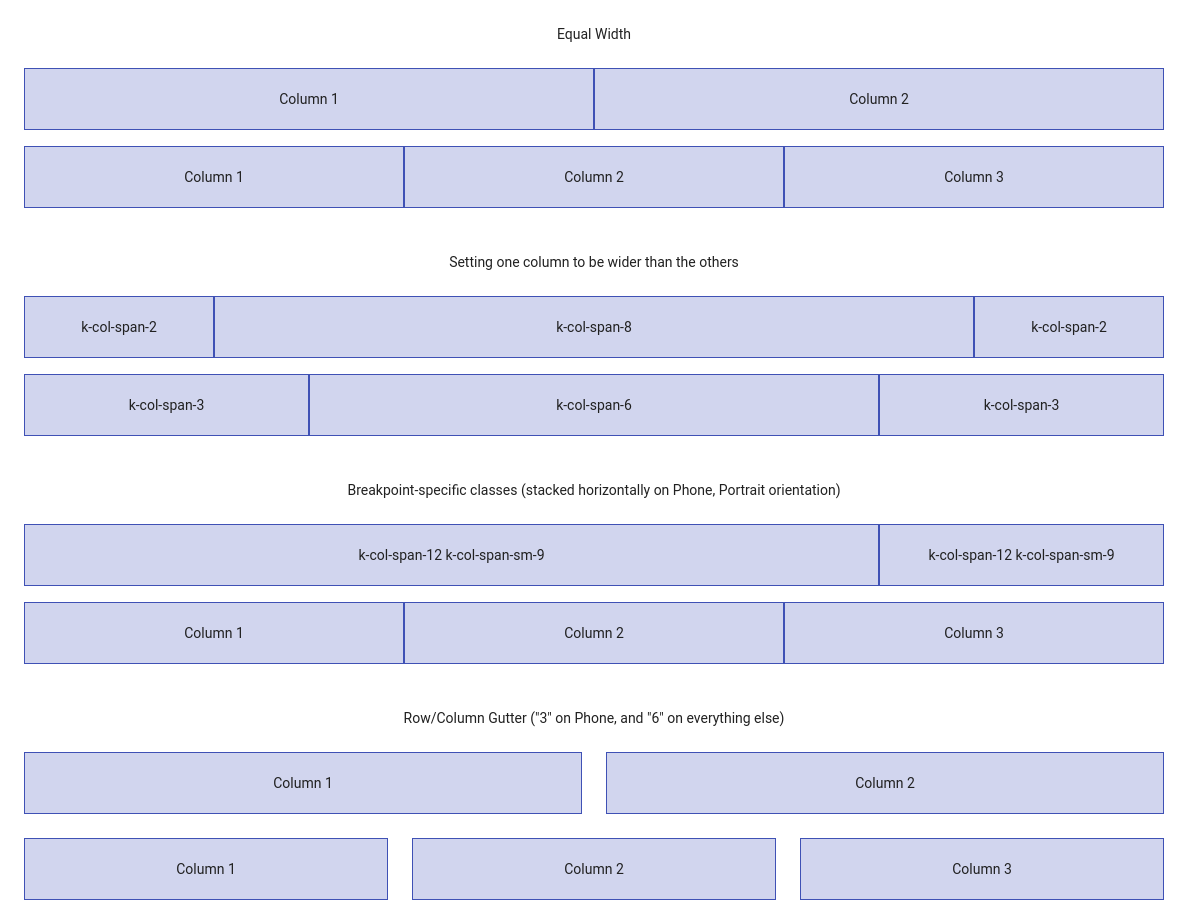 Equal Width
Column 1 Column 2
Column 1 Column 2 Column 3
Setting one column to be wider than the others
k-col-span-2 k-col-span-8 k-col-span-2
k-col-span-3 k-col-span-6 k-col-span-3
Breakpoint-specific classes (stacked horizontally on Phone, Portrait orientation)
k-col-span-12 k-col-span-sm-9 k-col-span-12 k-col-span-sm-9
Column 1 Column 2 Column 3
Row/Column Gutter ("3" on Phone, and "6" on everything else)
Column 1 Column 2
Column 1 Column 2 Column 3